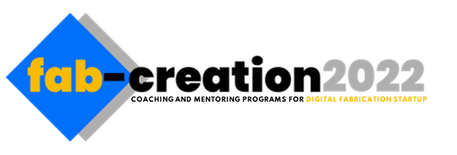 fab-creation2022
COACHING AND MENTORING PROGRAMS FOR DIGITAL FABRICATION STARTUP